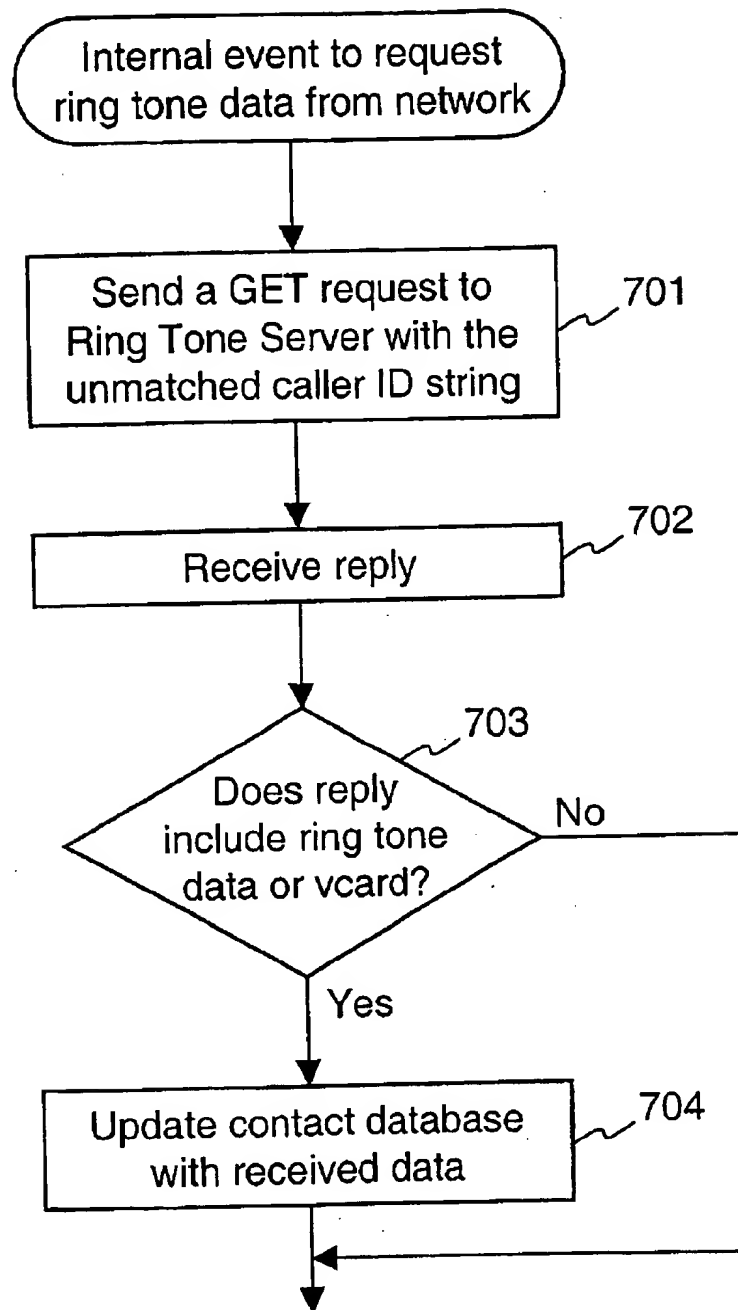 Internal event to request
ring tone data from network
Send a GET request to
Ring Tone Server with the
unmatched caller ID string
701
Receive reply
702
Does reply
include ring tone
data or vcard?
703
No
Yes
Update contact database
with received data
704